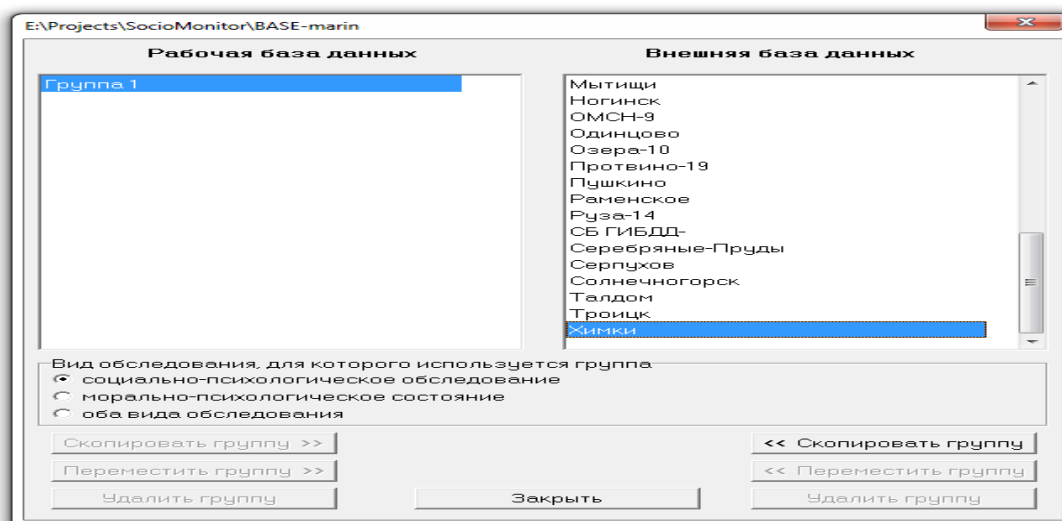 E:\Projects\SocioMonitor\BASE-marin
Рабочая база данных
Внешняя база данных
Группа 1
Мытищи
Ногинск
ОМСН-9
Одинцово
Озера-10
Протвино-19
Пушкино
Раменское
Руза-14
СБ ГИБДД-
Серебряные-Пруды
Серпухов
Солнечногорск
Талдом
Троицк
Химки
Вид обследования, для которого используется группа
социально-психологическое обследование
морально-психологическое состояние
оба вида обследования
Скопировать группу >>
<< Скопировать группу
Переместить группу >>
<< Переместить группу
Удалить группу
Закрыть
Удалить группу